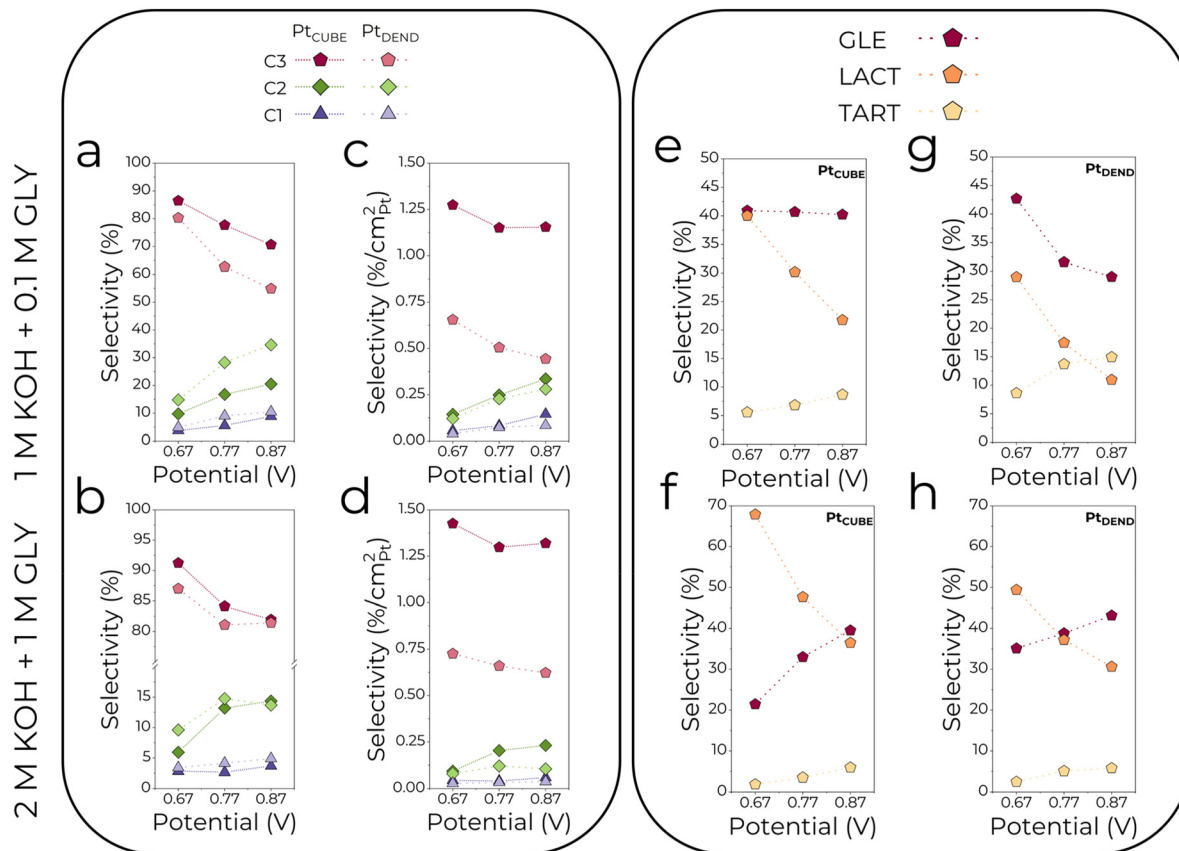 Pt_CUBE Pt_DEND
C3
C2
C1
GLE
LACT
TART
1 M KOH + 0.1 M GLY
2 M KOH + 1 M GLY
a
100
90
80
70
60
50
40
30
20
10
0
Selectivity (%)
0.67 0.77 0.87
Potential (V)
c
1.50
1.25
1.00
0.75
0.50
0.25
0.00
Selectivity (%/cm²Pt)
0.67 0.77 0.87
Potential (V)
e
Pt_CUBE
50
45
40
35
30
25
20
15
10
5
0
Selectivity (%)
0.67 0.77 0.87
Potential (V)
g
Pt_DEND
50
45
40
35
30
25
20
15
10
5
0
Selectivity (%)
0.67 0.77 0.87
Potential (V)
b
100
95
90
85
80
15
10
5
0
Selectivity (%)
0.67 0.77 0.87
Potential (V)
d
1.50
1.25
1.00
0.75
0.50
0.25
0.00
Selectivity (%/cm²Pt)
0.67 0.77 0.87
Potential (V)
f
Pt_CUBE
70
60
50
40
30
20
10
0
Selectivity (%)
0.67 0.77 0.87
Potential (V)
h
Pt_DEND
70
60
50
40
30
20
10
0
Selectivity (%)
0.67 0.77 0.87
Potential (V)